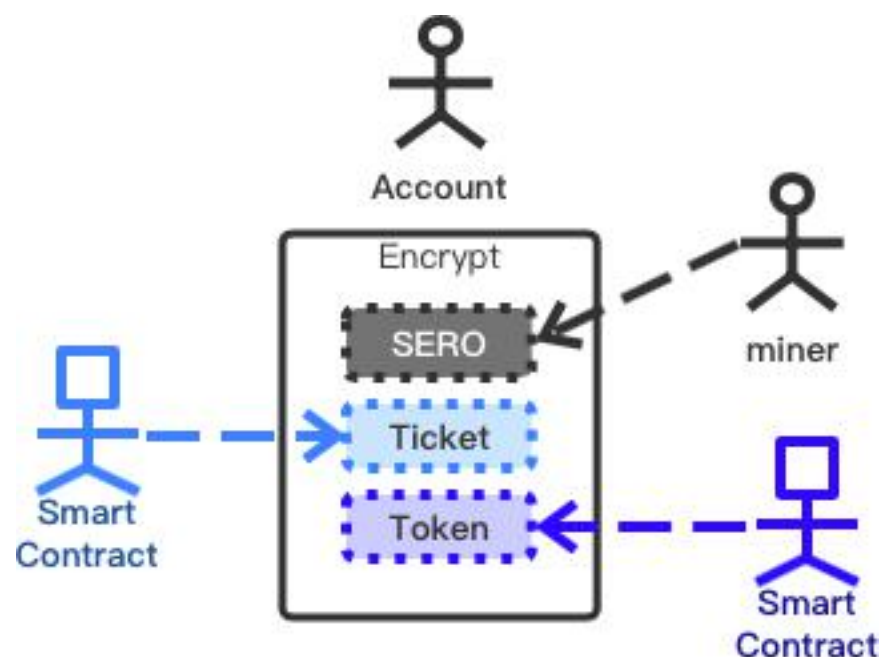 Account
Encrypt
SERO
miner
Ticket
Smart
Contract
Token
Smart
Contract